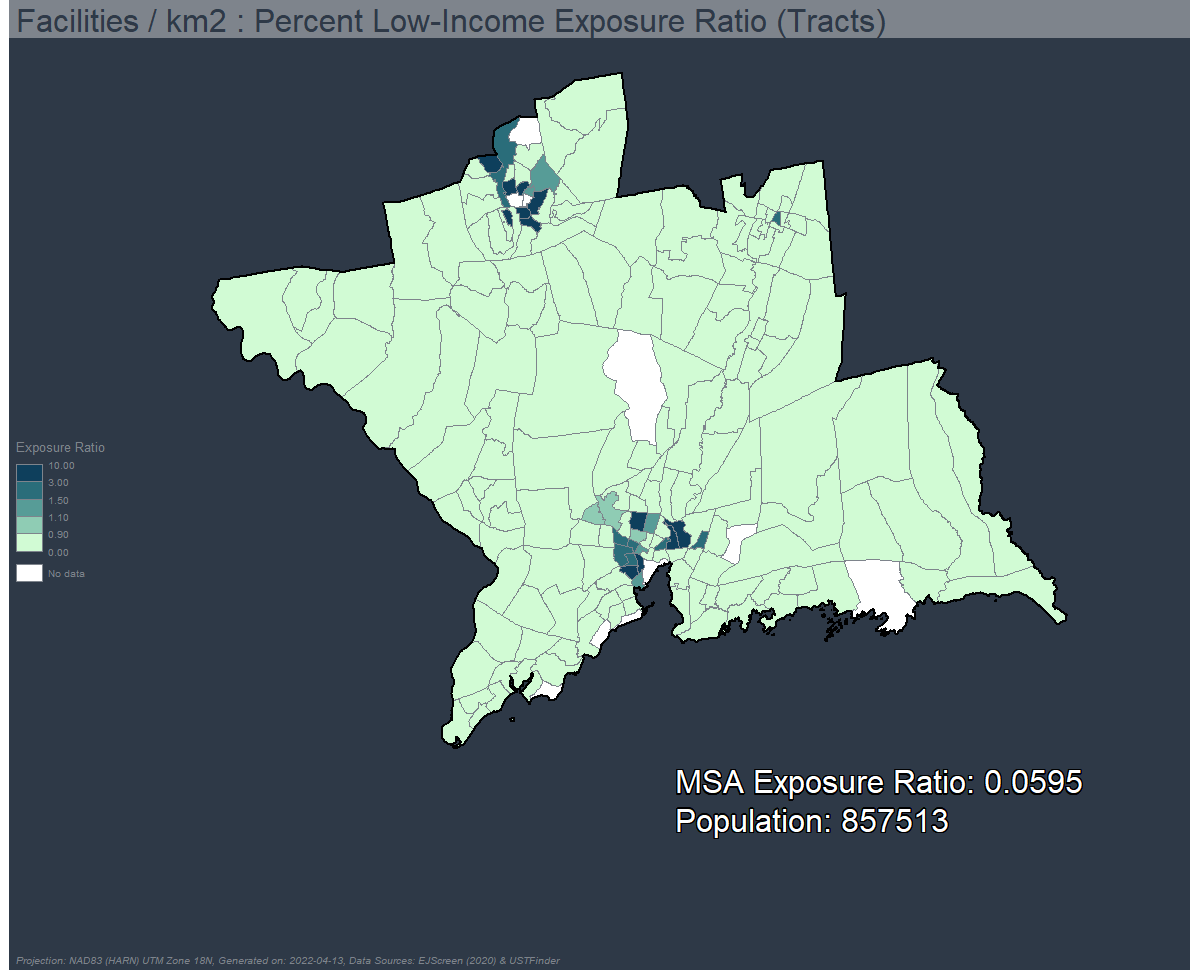 Facilities / km2 : Percent Low-Income Exposure Ratio (Tracts)
Exposure Ratio
10.00
3.00
1.50
1.10
0.90
0.00
No data
MSA Exposure Ratio: 0.0595
Population: 857513
Projection: NAD83 (HARN) UTM Zone 18N, Generated on: 2022-04-13, Data Sources: EJScreen (2020) & USTFinder